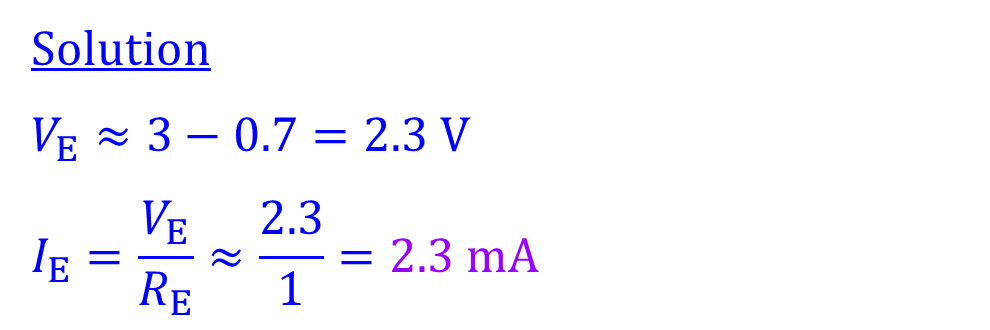 Solution
V_E ≈ 3 − 0.7 = 2.3 V
I_E = V_E / R_E ≈ 2.3 / 1 = 2.3 mA